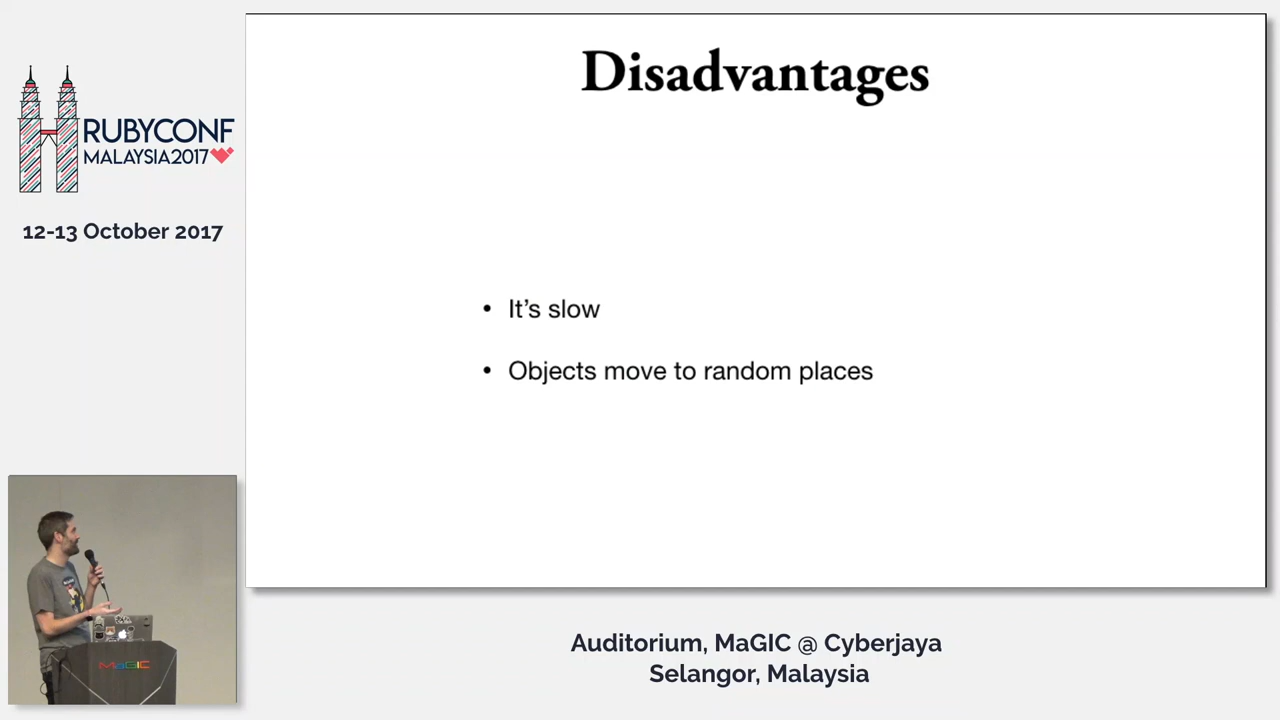 RUBYCONF
MALAYSIA2017
12-13 October 2017
Disadvantages
• It's slow
• Objects move to random places
MaGIC
Auditorium, MaGIC @ Cyberjaya
Selangor, Malaysia